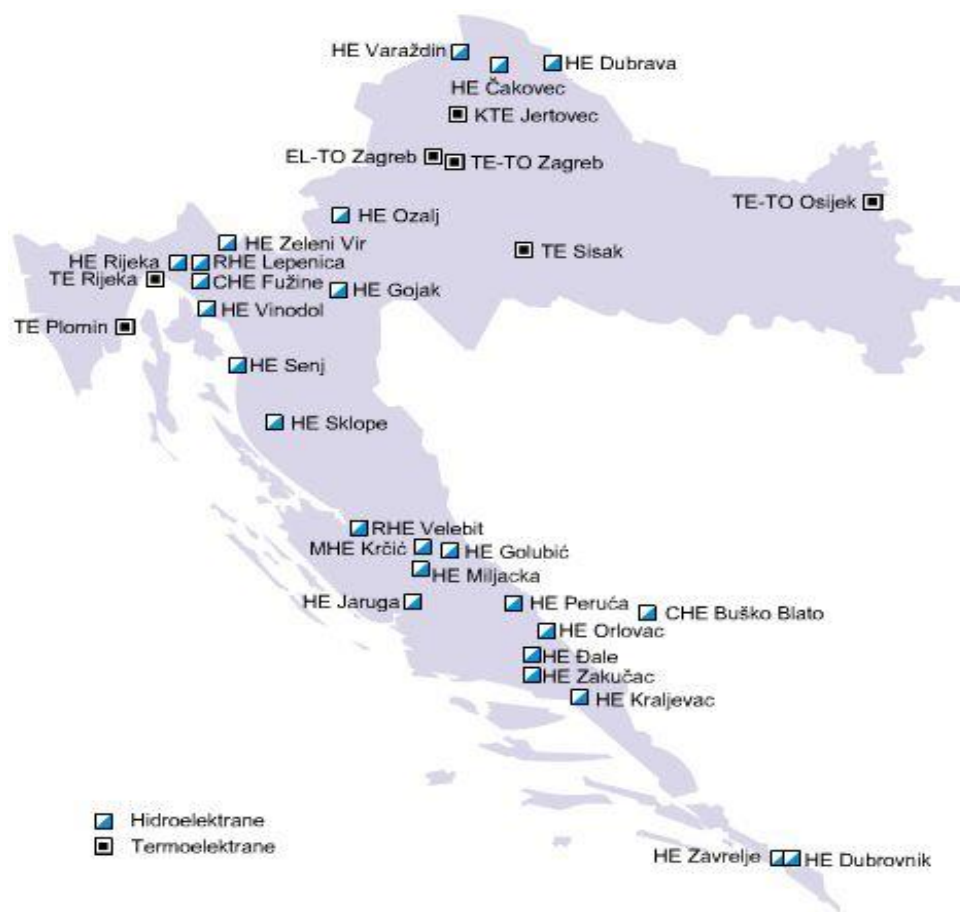 HE Varaždin
HE Dubrava
HE Čakovec
KTE Jertovec
EL-TO Zagreb
TE-TO Zagreb
TE-TO Osijek
HE Ozalj
HE Zeleni Vir
TE Sisak
HE Rijeka
RHE Lepenica
TE Rijeka
CHE Fužine
HE Gojak
HE Vinodol
TE Plomin
HE Senj
HE Sklope
RHE Velebit
MHE Krčić
HE Golubić
HE Miljacka
HE Jaruga
HE Peruća
CHE Buško Blato
HE Orlovac
HE Đale
HE Zakučac
HE Kraljevac
Hidroelektrane
Termoelektrane
HE Zavrelje
HE Dubrovnik